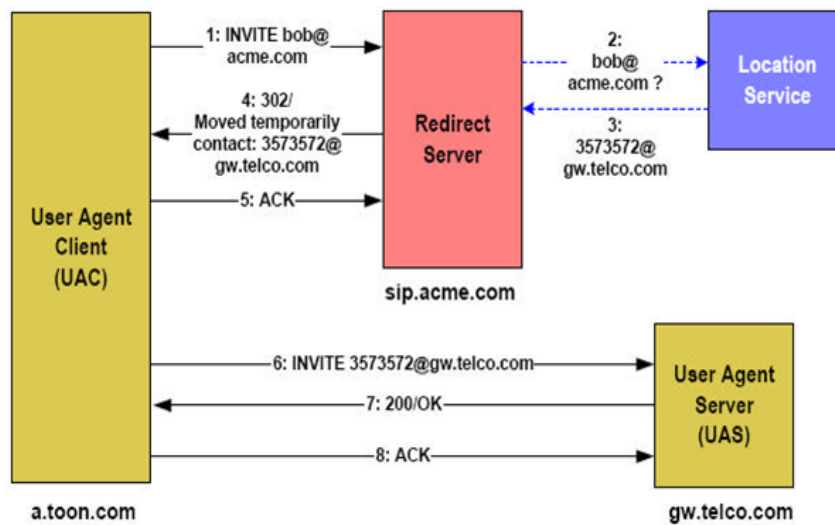 1: INVITE bob@
acme.com
2:
bob@
acme.com ?
Location
Service
4: 302/
Moved temporarily
contact: 3573572@
gw.telco.com
Redirect
Server
3:
3573572@
gw.telco.com
5: ACK
User Agent
Client
(UAC)
sip.acme.com
6: INVITE 3573572@gw.telco.com
7: 200/OK
8: ACK
User Agent
Server
(UAS)
a.toon.com
gw.telco.com